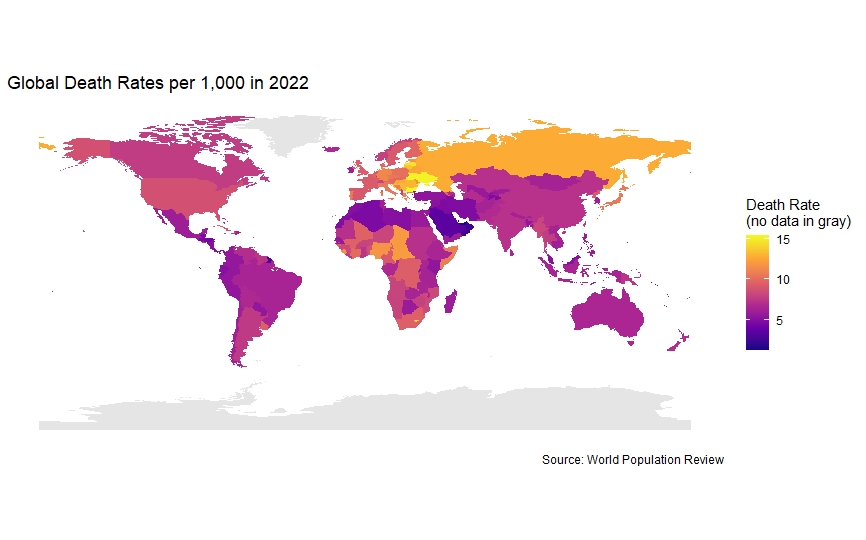 Global Death Rates per 1,000 in 2022
Death Rate
(no data in gray)
15
10
5
Source: World Population Review